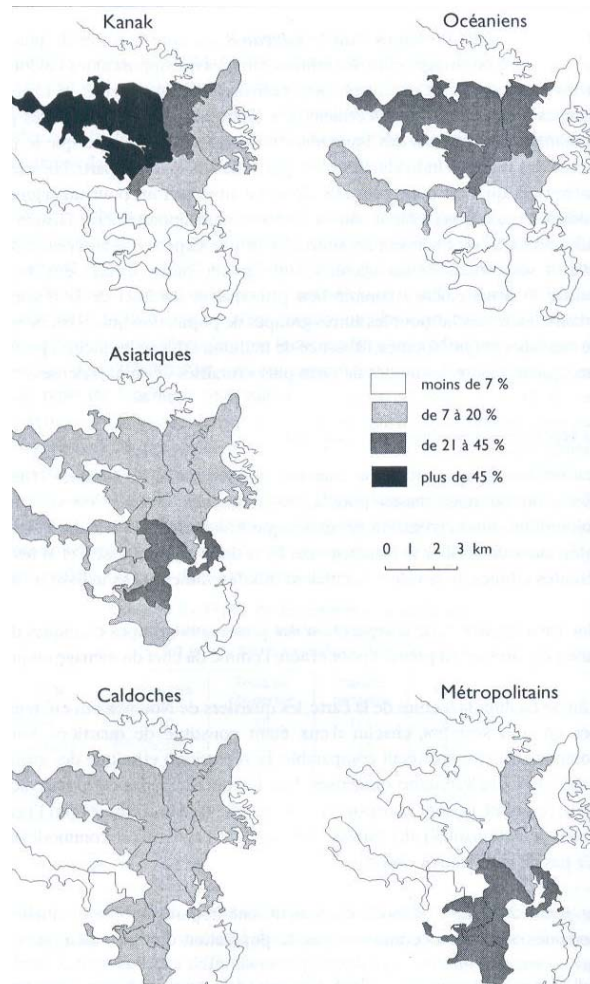 Kanak
Océaniens
Asiatiques
moins de 7 %
de 7 à 20 %
de 21 à 45 %
plus de 45 %
0 1 2 3 km
Caldoches
Métropolitains